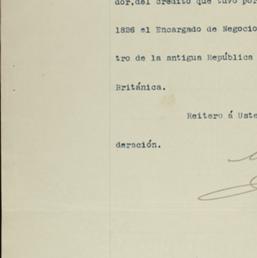 dor, del crédito que tuvo por
1826 el Encargado de Negocio
tro de la antigua República
Británica.
Reitero á Uste
deración.